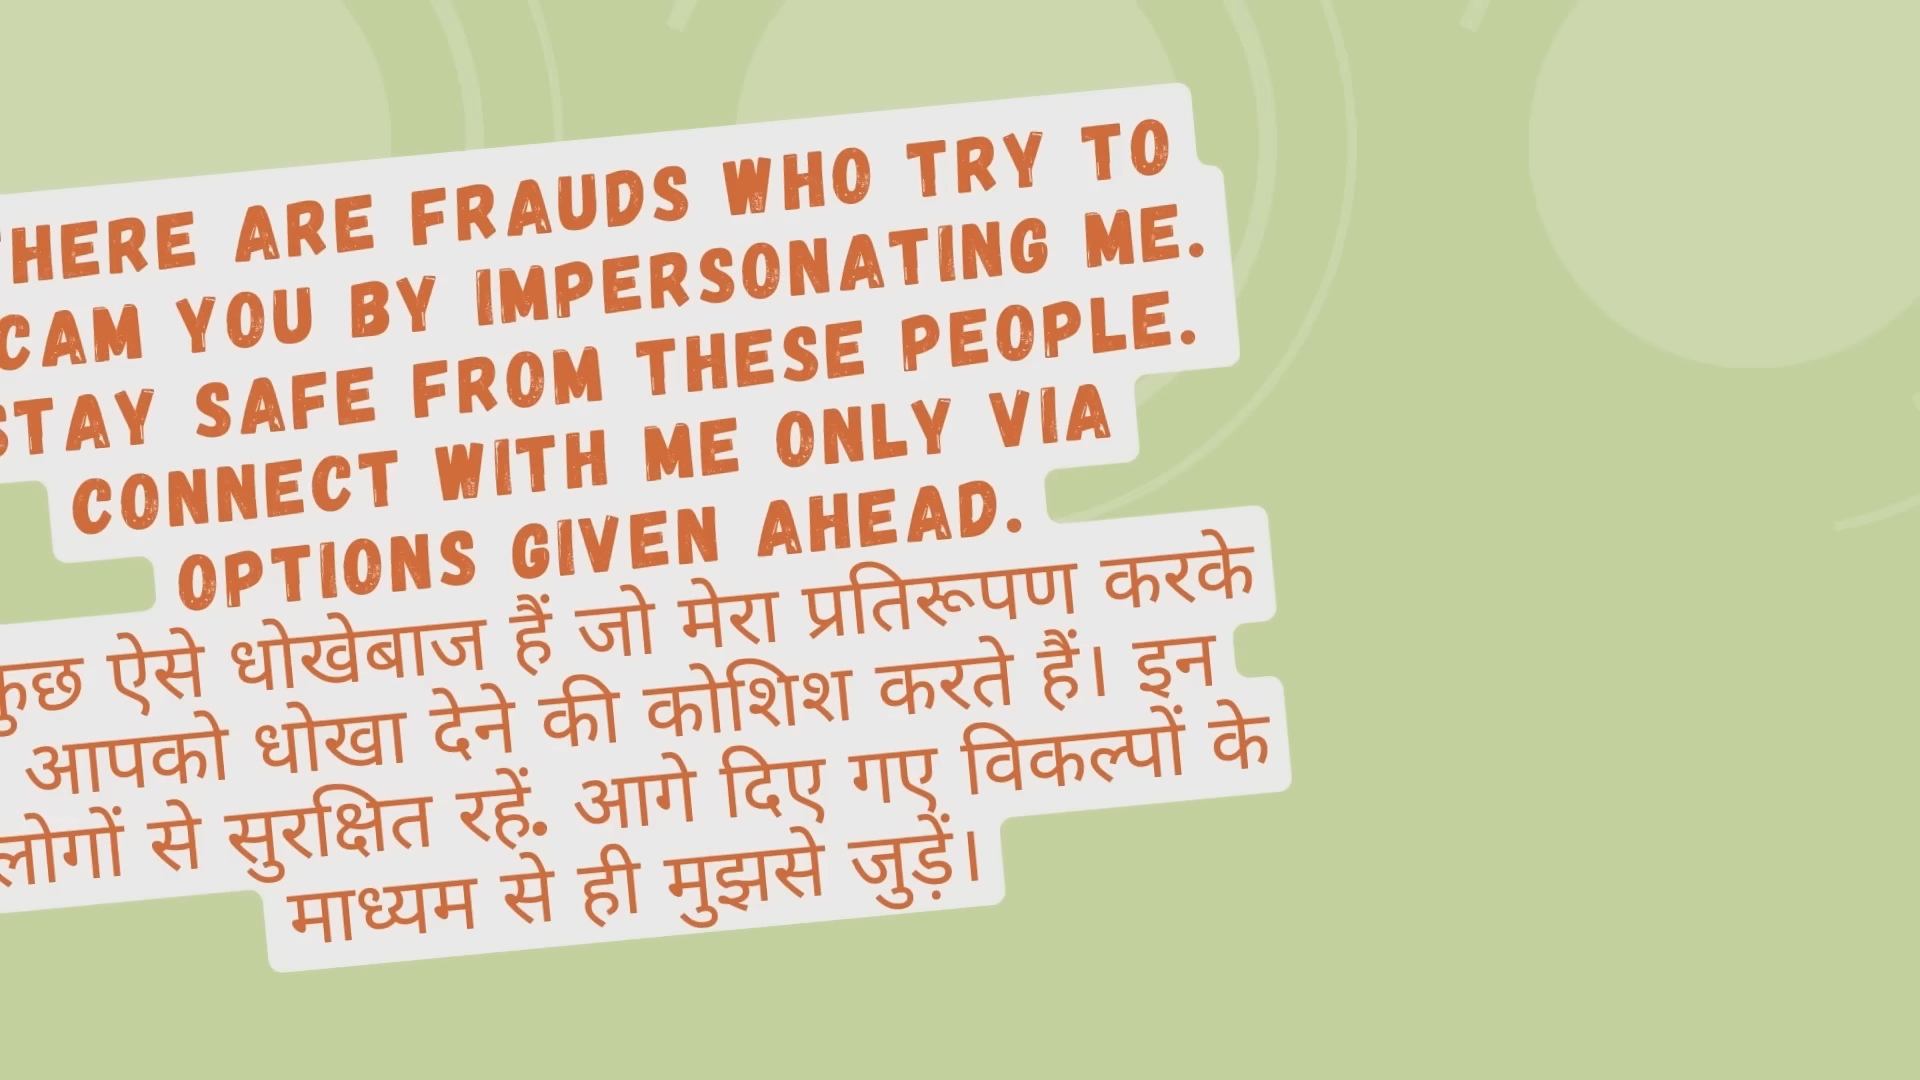 THERE ARE FRAUDS WHO TRY TO
SCAM YOU BY IMPERSONATING ME.
STAY SAFE FROM THESE PEOPLE.
CONNECT WITH ME ONLY VIA
OPTIONS GIVEN AHEAD.
कुछ ऐसे धोखेबाज हैं जो मेरा प्रतिरूपण करके
आपको धोखा देने की कोशिश करते हैं। इन
लोगों से सुरक्षित रहें. आगे दिए गए विकल्पों के
माध्यम से ही मुझसे जुड़ें।